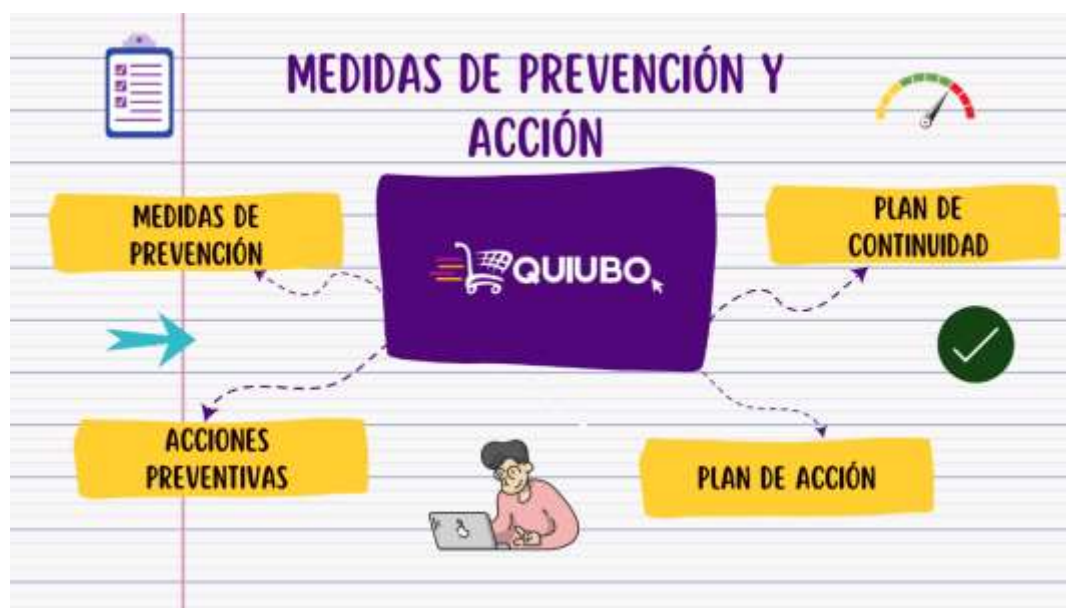 MEDIDAS DE PREVENCIÓN Y
ACCIÓN
MEDIDAS DE
PREVENCIÓN
QUIUBO
PLAN DE
CONTINUIDAD
ACCIONES
PREVENTIVAS
PLAN DE ACCIÓN